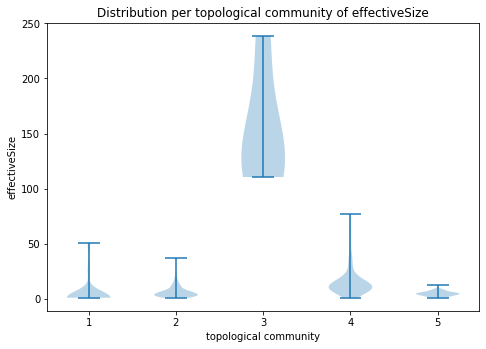 Distribution per topological community of effectiveSize
250
200
150
100
50
0
effectiveSize
1 2 3 4 5
topological community